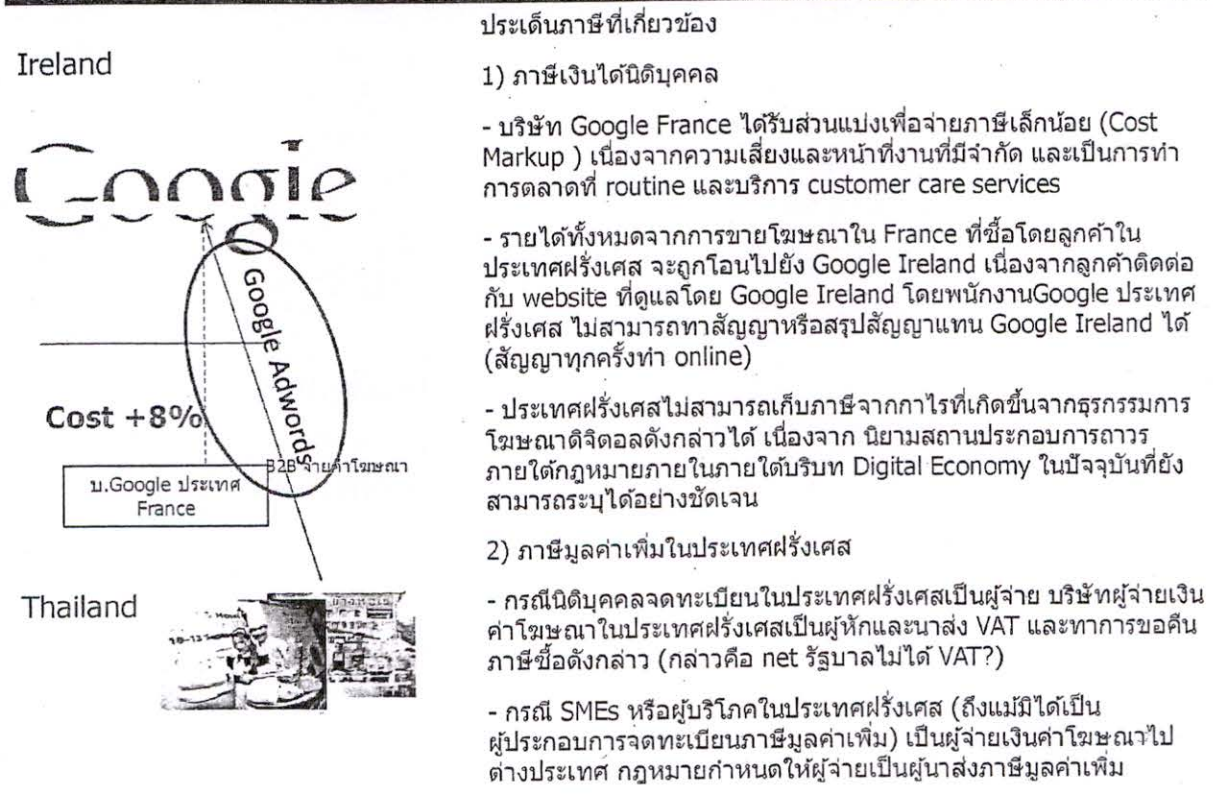 ประเด็นภาษีที่เกี่ยวข้อง
Ireland
1) ภาษีเงินได้นิติบุคคล
- บริษัท Google France ได้รับส่วนแบ่งเพื่อจ่ายภาษีเล็กน้อย (Cost
Markup ) เนื่องจากความเสี่ยงและหน้าที่งานที่มีจำกัด และเป็นการทำ
การตลาดที่ routine และบริการ customer care services
Google
- รายได้ทั้งหมดจากการขายโฆษณาใน France ที่ซื้อโดยลูกค้าใน
ประเทศฝรั่งเศส จะถูกโอนไปยัง Google Ireland เนื่องจากลูกค้าติดต่อ
กับ website ที่ดูแลโดย Google Ireland โดยพนักงานGoogle ประเทศ
ฝรั่งเศส ไม่สามารถทาสัญญาหรือสรุปสัญญาแทน Google Ireland ได้
(สัญญาทุกครั้งทำ online)
Google Adwords
Cost +8%
- ประเทศฝรั่งเศสไม่สามารถเก็บภาษีจากกาไรที่เกิดขึ้นจากธุรกรรมการ
โฆษณาดิจิตอลดังกล่าวได้ เนื่องจาก นิยามสถานประกอบการถาวร
ภายใต้กฎหมายภายในภายใต้บริบท Digital Economy ในปัจจุบันที่ยัง
สามารถระบุได้อย่างชัดเจน
B2B จ่ายค่าโฆษณา
บ.Google ประเทศ
France
2) ภาษีมูลค่าเพิ่มในประเทศฝรั่งเศส
Thailand
- กรณีนิติบุคคลจดทะเบียนในประเทศฝรั่งเศสเป็นผู้จ่าย บริษัทผู้จ่ายเงิน
ค่าโฆษณาในประเทศฝรั่งเศสเป็นผู้หักและนาส่ง VAT และทาการขอคืน
ภาษีซื้อดังกล่าว (กล่าวคือ net รัฐบาลไม่ได้ VAT?)
- กรณี SMEs หรือผู้บริโภคในประเทศฝรั่งเศส (ถึงแม้มิได้เป็น
ผู้ประกอบการจดทะเบียนภาษีมูลค่าเพิ่ม) เป็นผู้จ่ายเงินค่าโฆษณาไป
ต่างประเทศ กฎหมายกำหนดให้ผู้จ่ายเป็นผู้นาส่งภาษีมูลค่าเพิ่ม